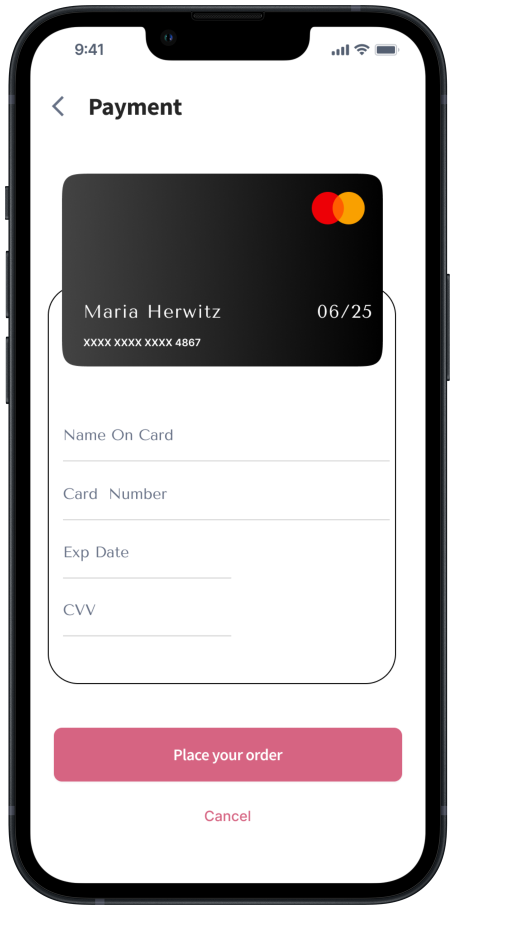 9:41
Payment
Maria Herwitz 06/25
XXXX XXXX XXXX 4867
Name On Card
Card Number
Exp Date
CVV
Place your order
Cancel